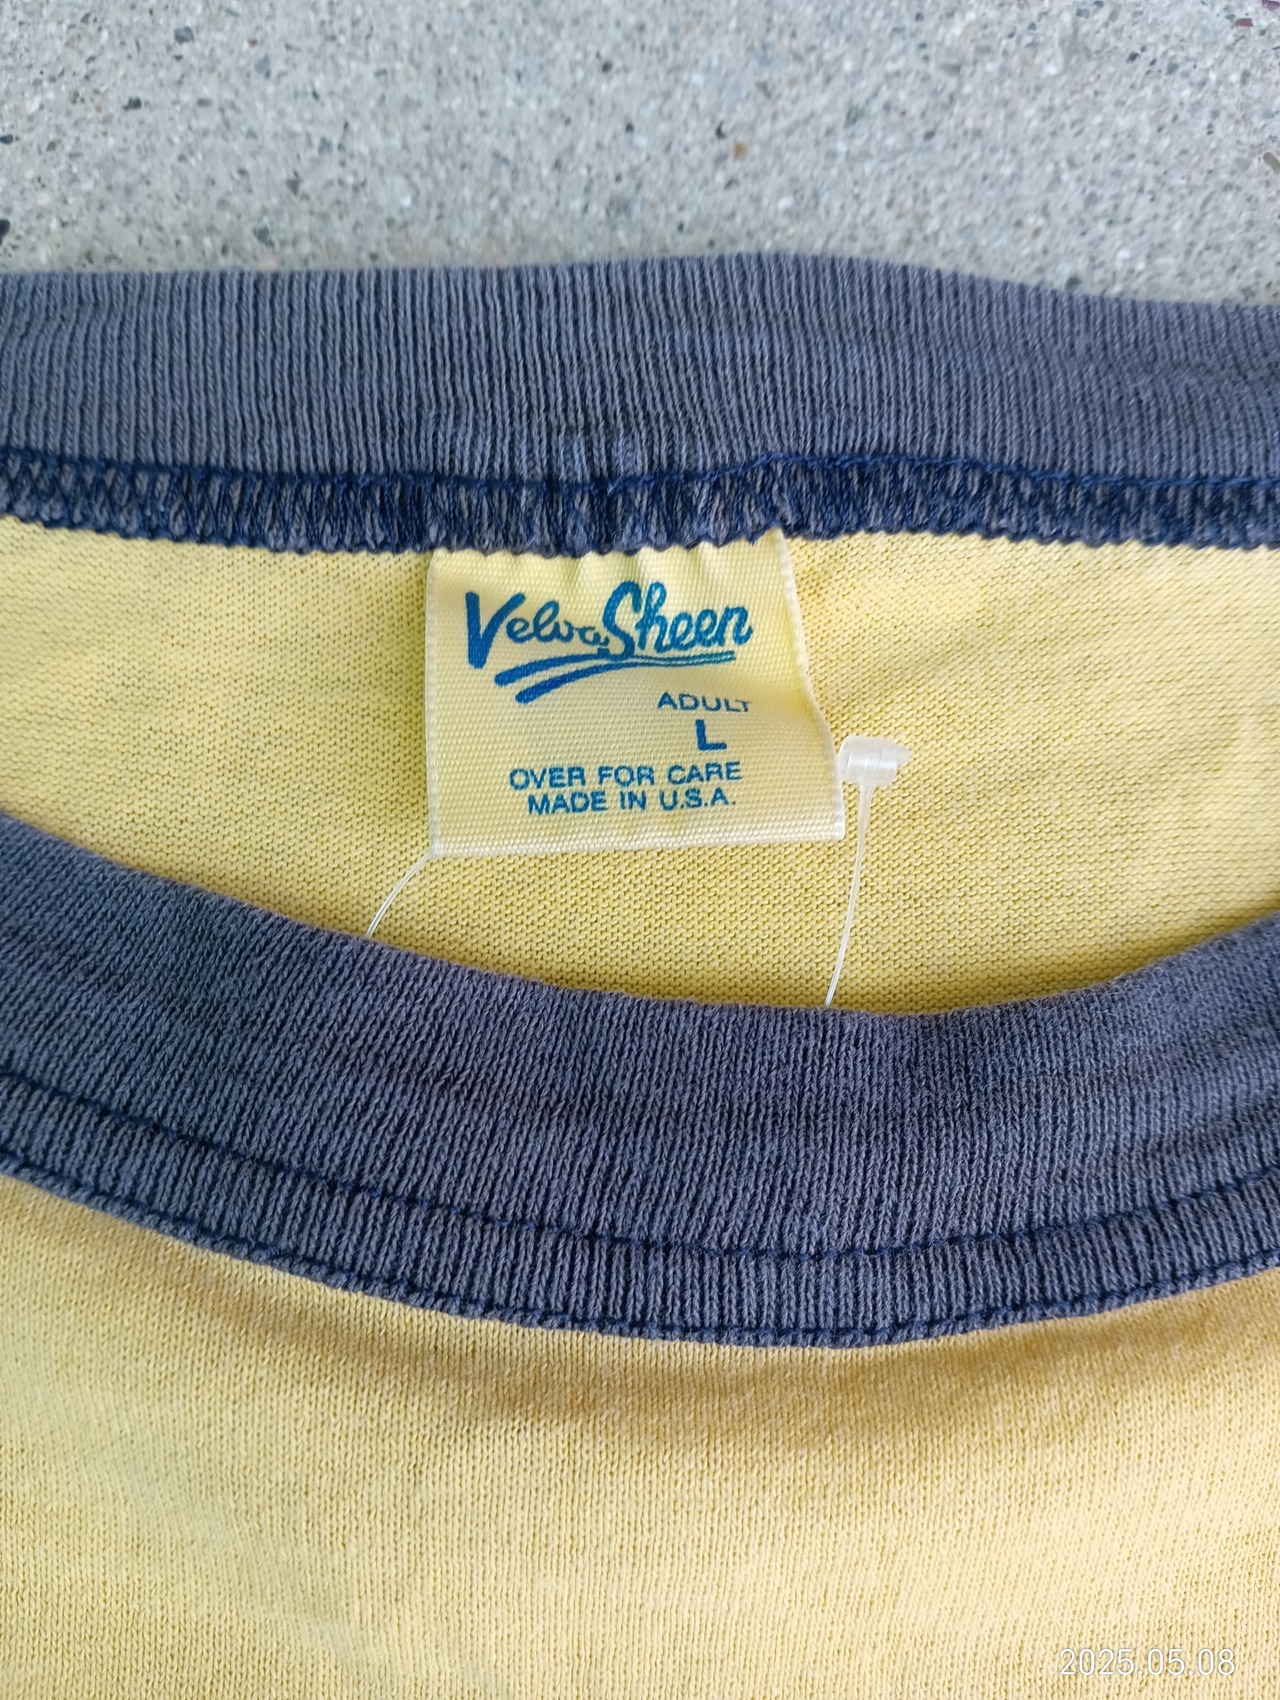 VelvaSheen
ADULT
L
OVER FOR CARE
MADE IN U.S.A.
2025.05.08